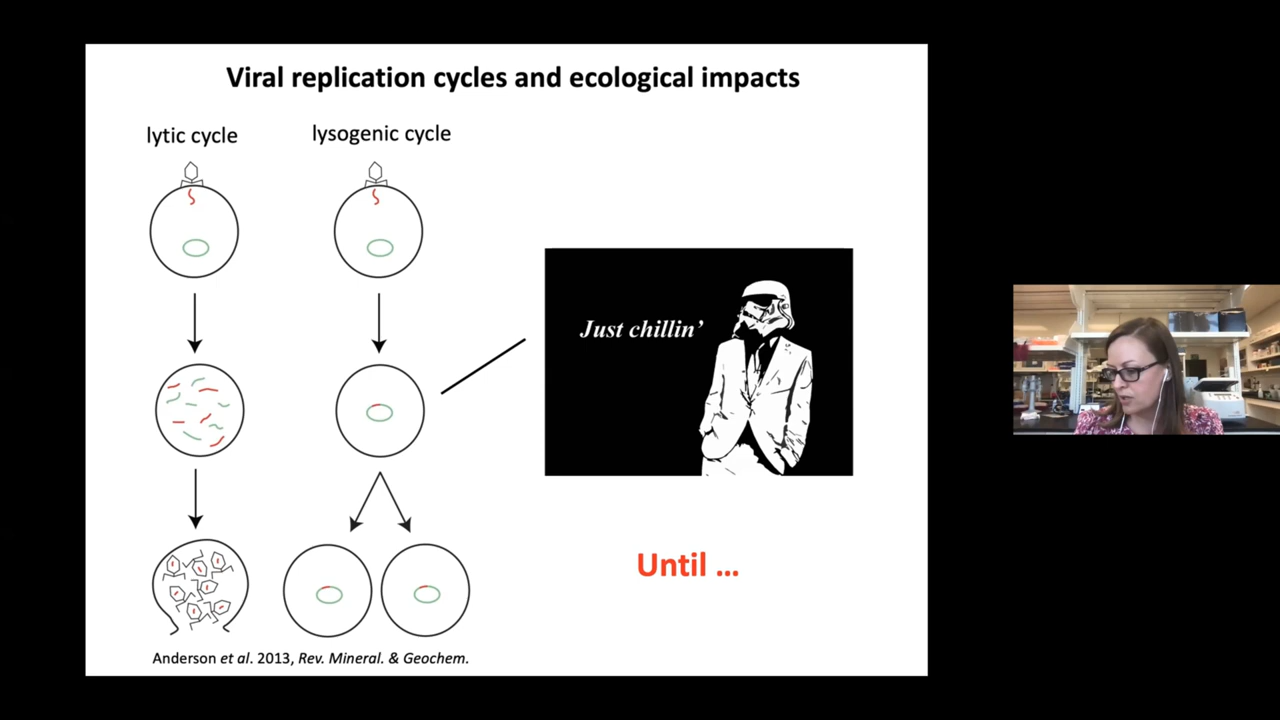 Viral replication cycles and ecological impacts
lytic cycle
lysogenic cycle
Just chillin’
Until ...
Anderson et al. 2013, Rev. Mineral. & Geochem.